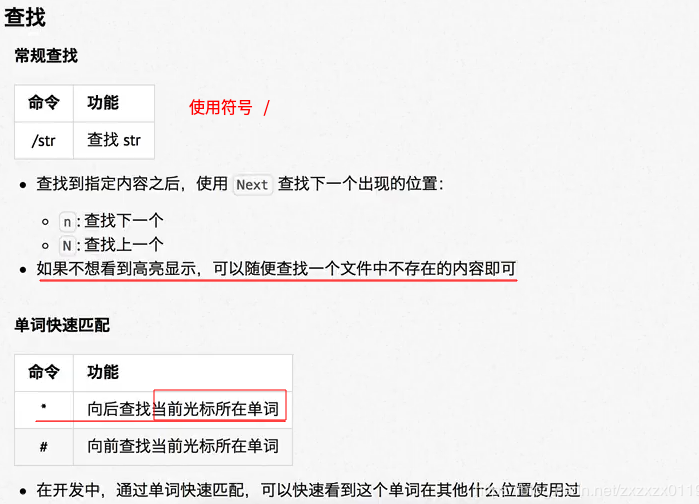 查找
常规查找
命令 功能
使用符号 /
/str 查找 str
查找到指定内容之后，使用 Next 查找下一个出现的位置：
n: 查找下一个
N: 查找上一个
如果不想看到高亮显示，可以随便查找一个文件中不存在的内容即可
单词快速匹配
命令 功能
* 向后查找当前光标所在单词
# 向前查找当前光标所在单词
在开发中，通过单词快速匹配，可以快速看到这个单词在其他什么位置使用过